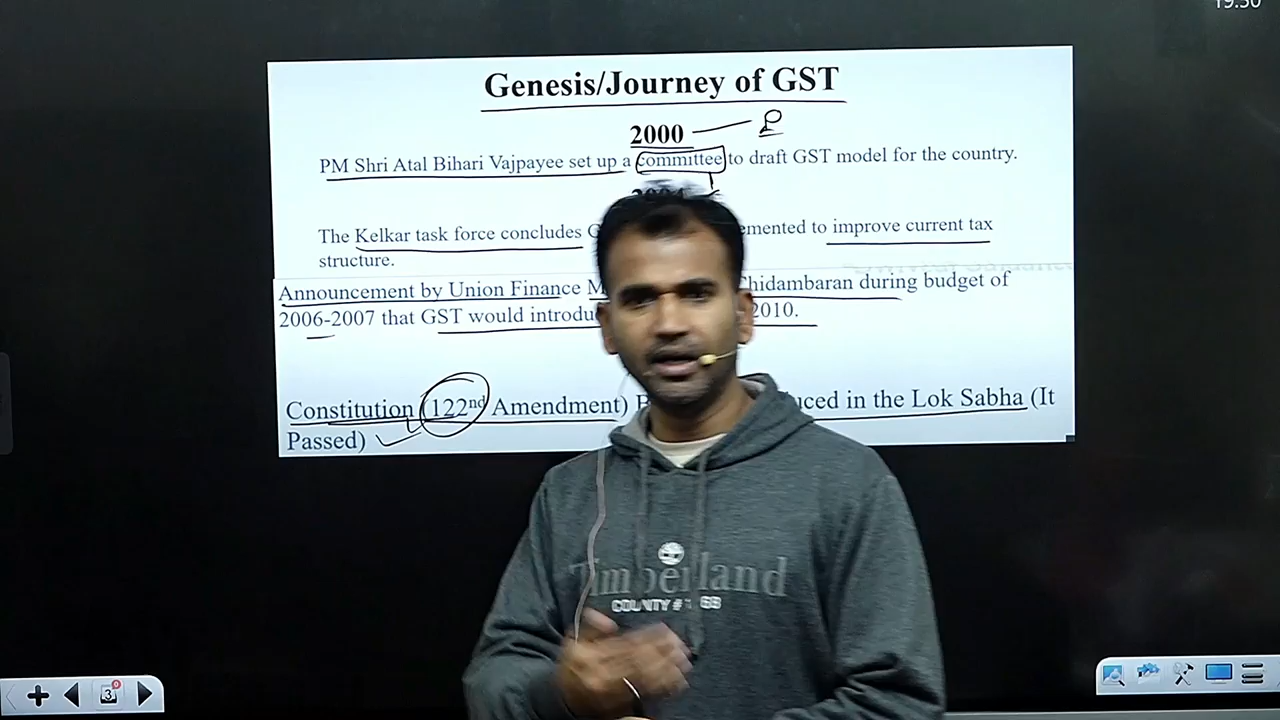 19:30
Genesis/Journey of GST
2000
PM Shri Atal Bihari Vajpayee set up a committee to draft GST model for the country.
The Kelkar task force concludes emented to improve current tax
structure.
Announcement by Union Finance hidambaran during budget of
2006-2007 that GST would introdu 2010.
Constitution (122nd Amendment) uced in the Lok Sabha (It
Passed)
Timberland
COUNTY #
3